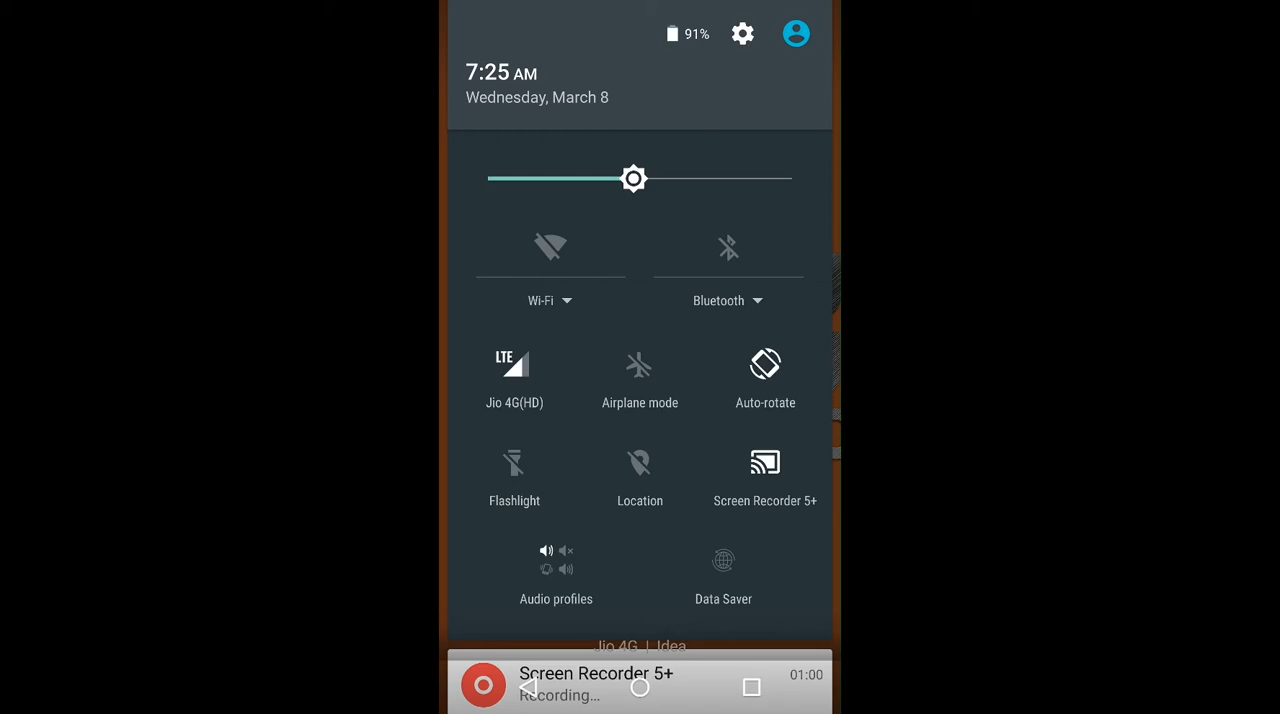 91%
7:25 AM
Wednesday, March 8
Wi-Fi
Bluetooth
LTE
Jio 4G(HD)
Airplane mode
Auto-rotate
Flashlight
Location
Screen Recorder 5+
Audio profiles
Data Saver
Jio 4G | Idea
Screen Recorder 5+
01:00
Recording...